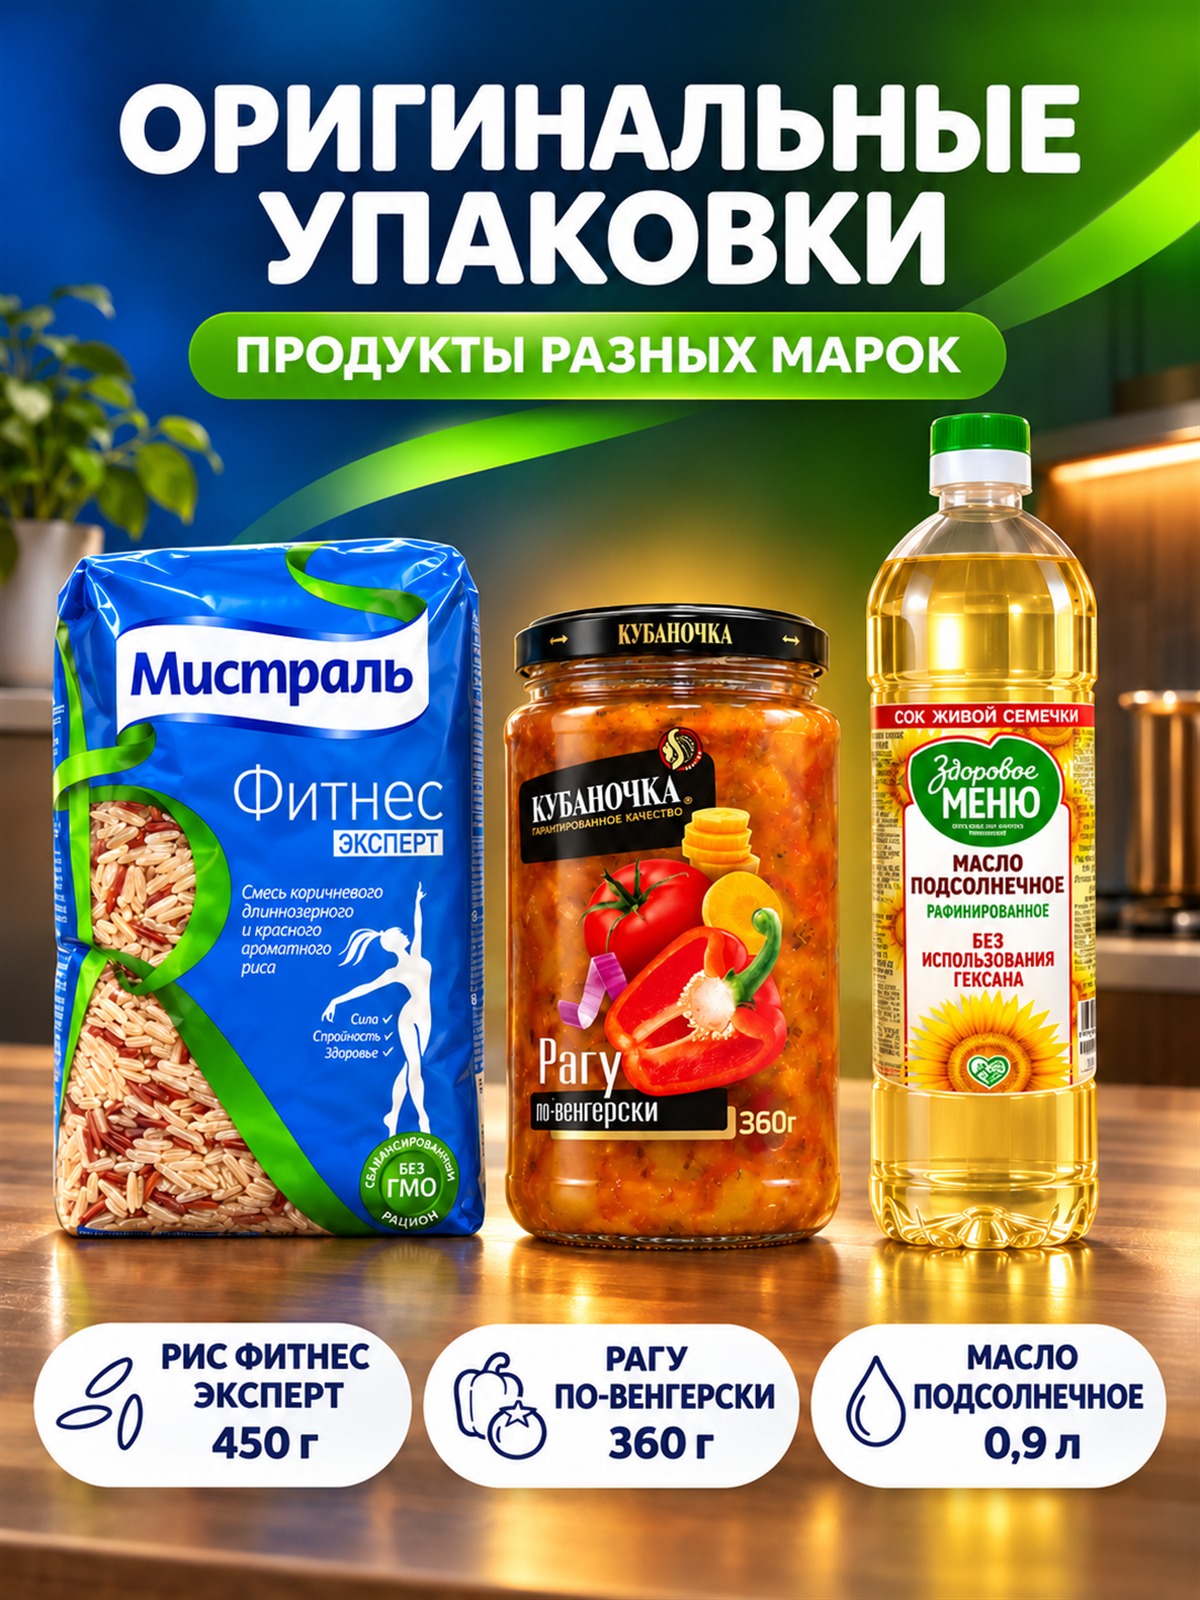 ОРИГИНАЛЬНЫЕ
УПАКОВКИ
ПРОДУКТЫ РАЗНЫХ МАРОК
Мистраль
Фитнес
ЭКСПЕРТ
Смесь коричневого
длиннозерного
и красного
ароматного
риса
Сила ✓
Стройность ✓
Здоровье ✓
СБАЛАНСИРОВАННЫЙ
БЕЗ
ГМО
РАЦИОН
КУБАНОЧКА
КУБАНОЧКА
ГАРАНТИРОВАННОЕ КАЧЕСТВО
Рагу
по-венгерски
360г
СОК ЖИВОЙ СЕМЕЧКИ
Здоровое
МЕНЮ
МАСЛО
ПОДСОЛНЕЧНОЕ
РАФИНИРОВАННОЕ
БЕЗ
ИСПОЛЬЗОВАНИЯ
ГЕКСАНА
РИС ФИТНЕС
ЭКСПЕРТ
450 г
РАГУ
ПО-ВЕНГЕРСКИ
360 г
МАСЛО
ПОДСОЛНЕЧНОЕ
0,9 л